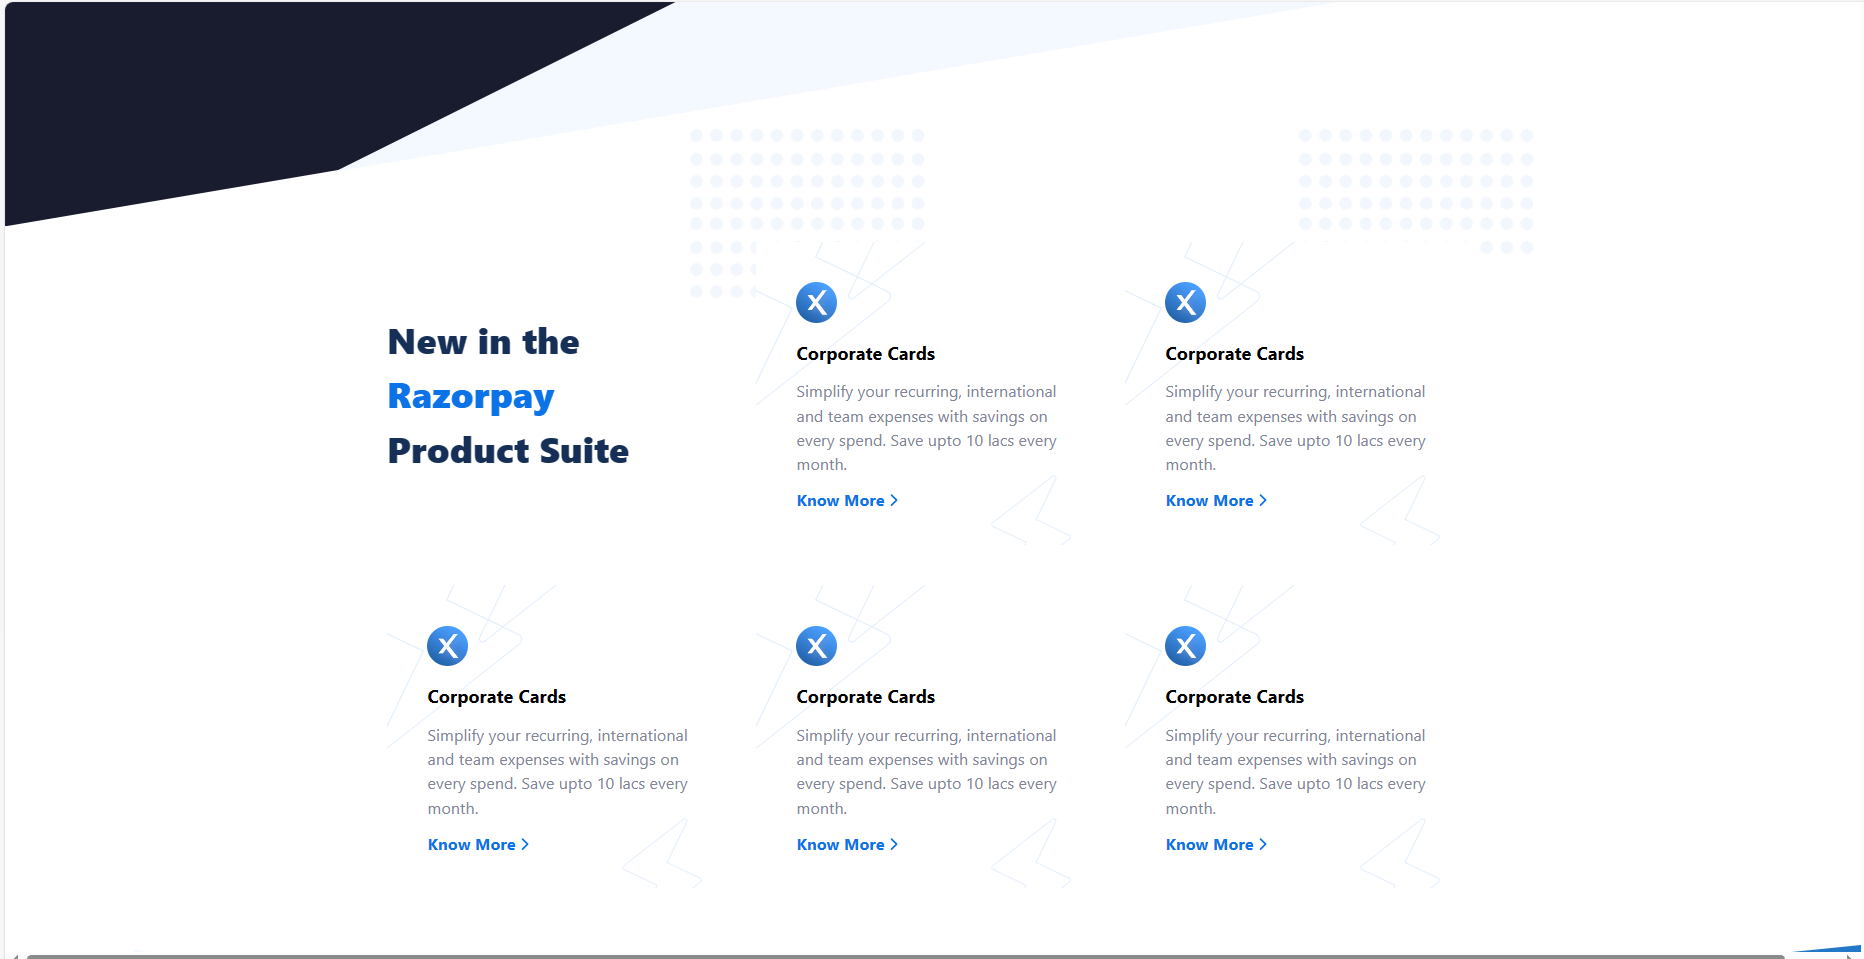 New in the
Razorpay
Product Suite
Corporate Cards
Simplify your recurring, international
and team expenses with savings on
every spend. Save upto 10 lacs every
month.
Know More
Corporate Cards
Simplify your recurring, international
and team expenses with savings on
every spend. Save upto 10 lacs every
month.
Know More
Corporate Cards
Simplify your recurring, international
and team expenses with savings on
every spend. Save upto 10 lacs every
month.
Know More
Corporate Cards
Simplify your recurring, international
and team expenses with savings on
every spend. Save upto 10 lacs every
month.
Know More
Corporate Cards
Simplify your recurring, international
and team expenses with savings on
every spend. Save upto 10 lacs every
month.
Know More